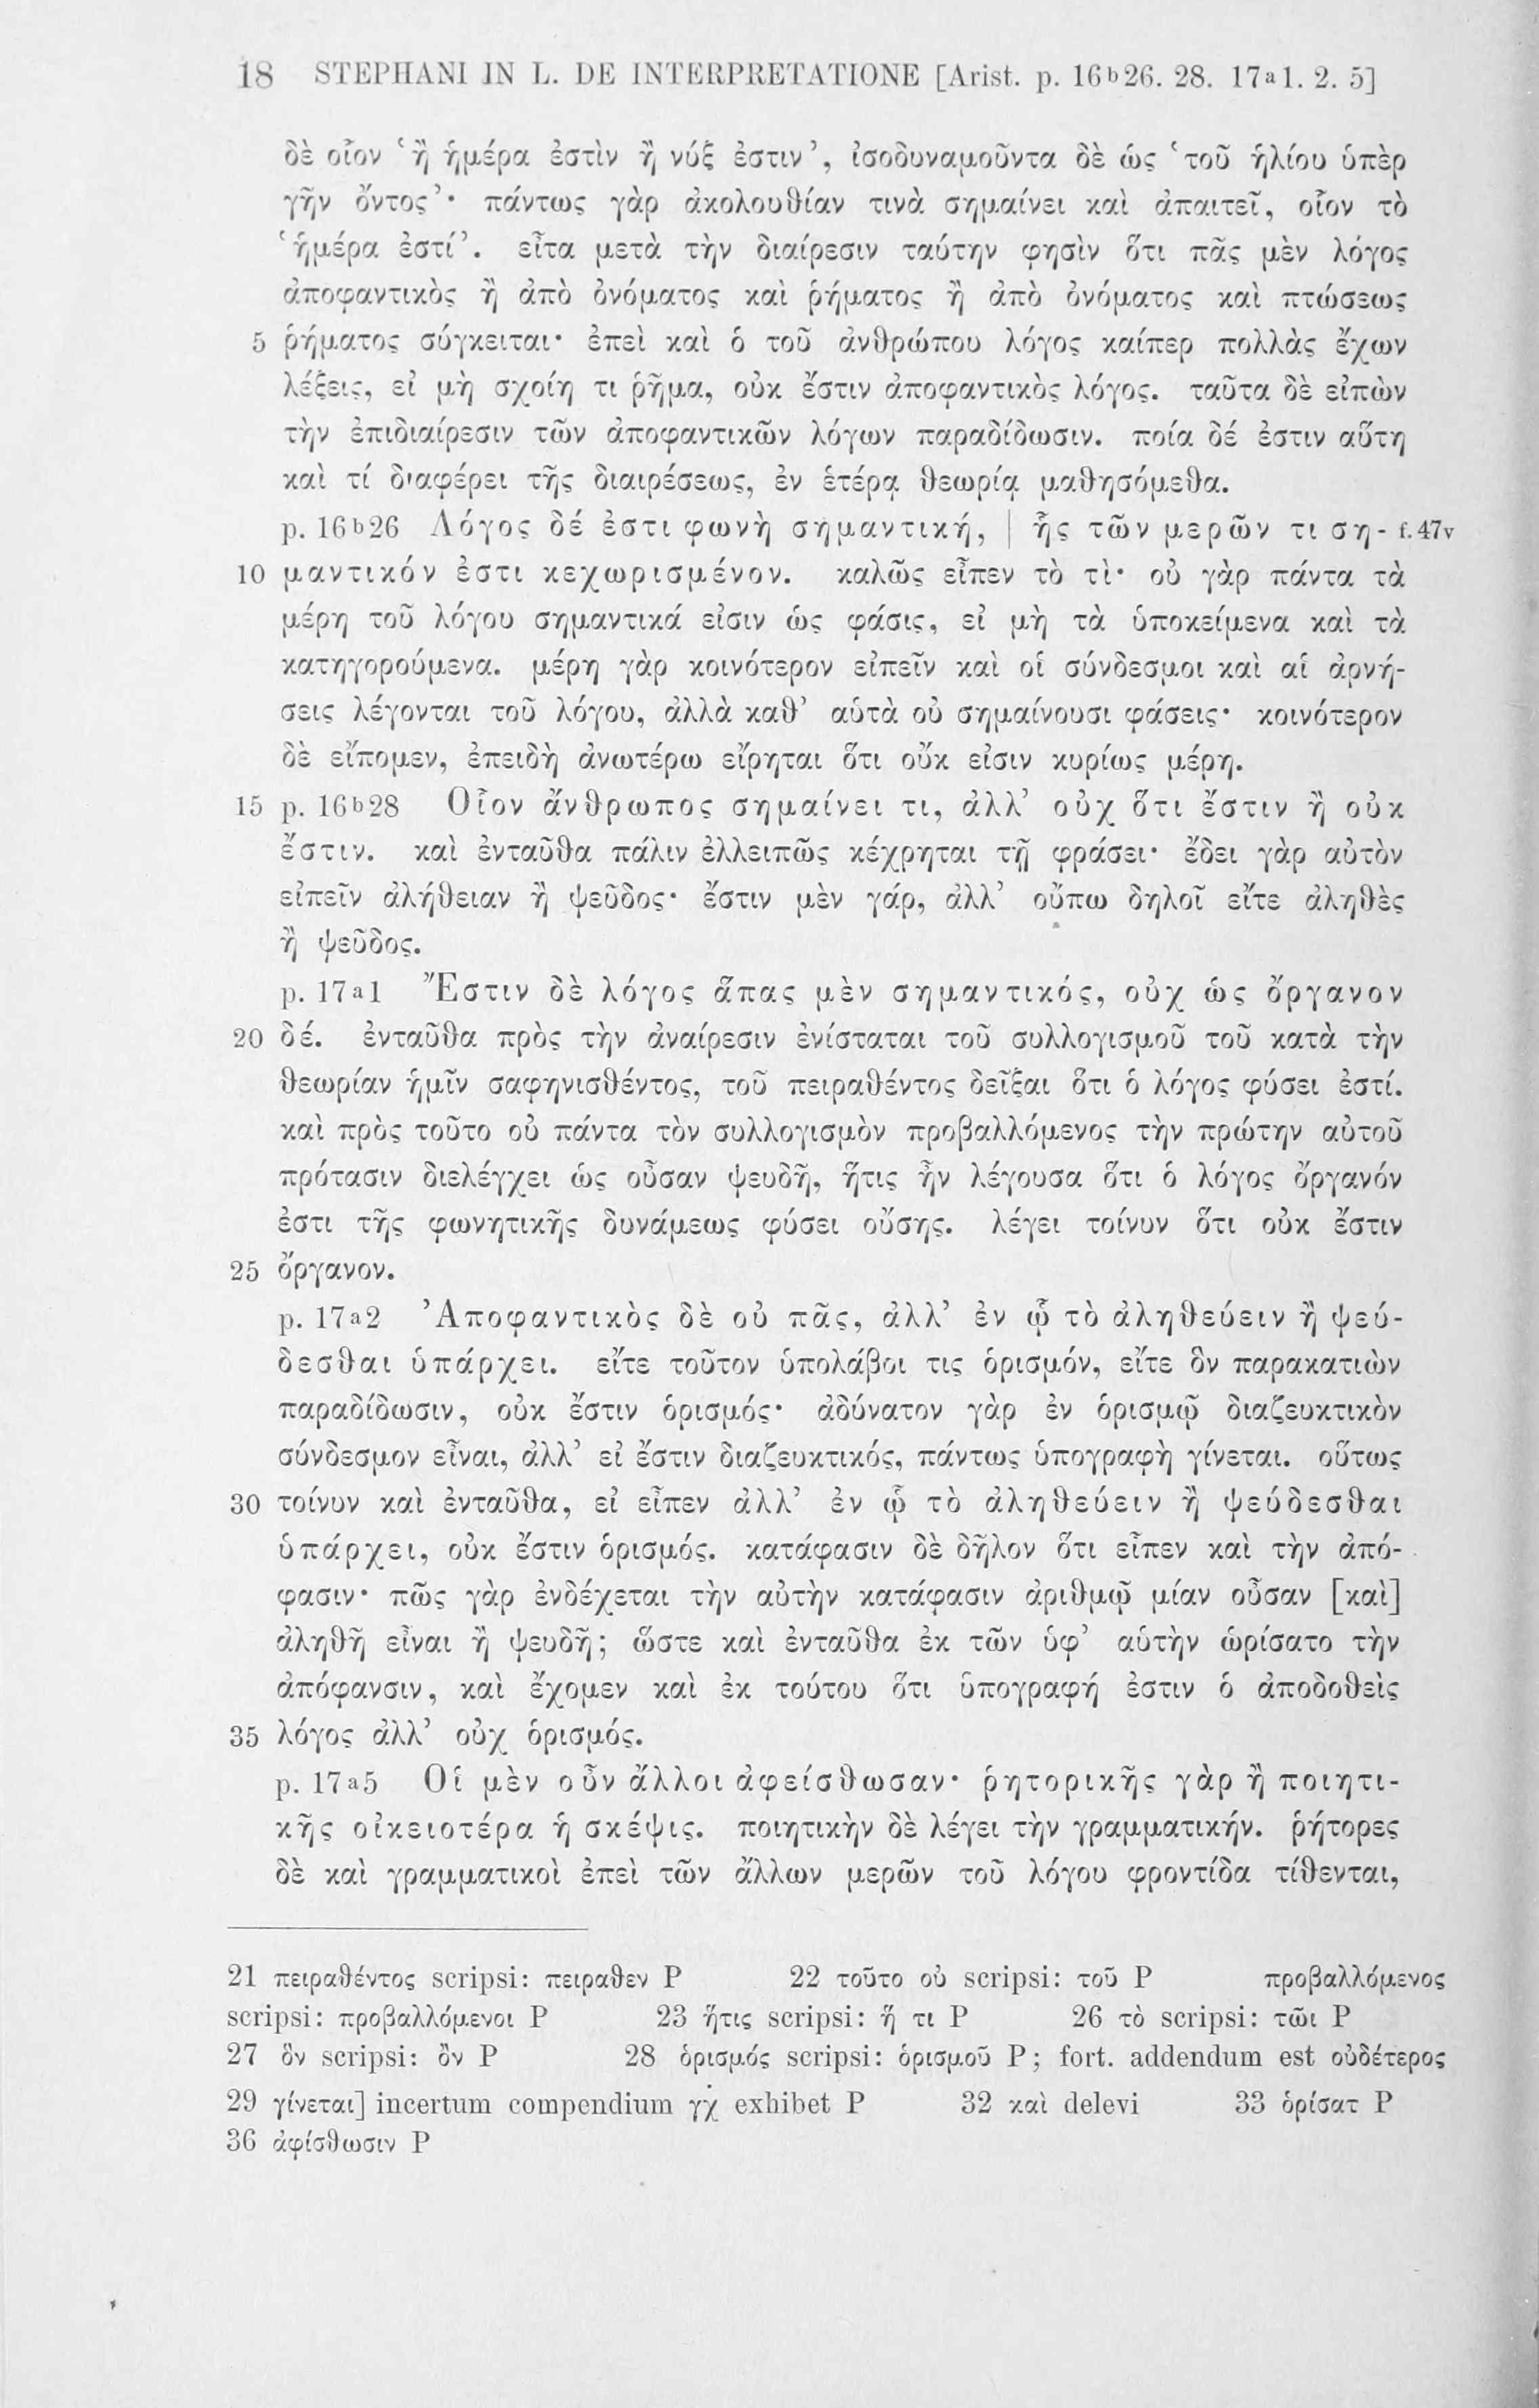 18 STEPHANI IN L. DE INTERPRETATIONE [Arist. p. 16b26. 28. 17a1. 2. 5]
δὲ οἷον ʽἢ ἡμέρα ἐστὶν ἢ νύξ ἐστινʼ, ἰσοδυναμοῦντα δὲ ὡς ʽτοῦ ἡλίου ὑπὲρ
γῆν ὄντοςʼ· πάντως γὰρ ἀκολουθίαν τινὰ σημαίνει καὶ ἀπαιτεῖ, οἷον τὸ
ʽἡμέρα ἐστίʼ. εἶτα μετὰ τὴν διαίρεσιν ταύτην φησὶν ὅτι πᾶς μὲν λόγος
ἀποφαντικὸς ἢ ἀπὸ ὀνόματος καὶ ῥήματος ἢ ἀπὸ ὀνόματος καὶ πτώσεως
5 ῥήματος σύγκειται· ἐπεὶ καὶ ὁ τοῦ ἀνθρώπου λόγος καίπερ πολλὰς ἔχων
λέξεις, εἰ μὴ σχοίη τι ῥῆμα, οὐκ ἔστιν ἀποφαντικὸς λόγος. ταῦτα δὲ εἰπὼν
τὴν ἐπιδιαίρεσιν τῶν ἀποφαντικῶν λόγων παραδίδωσιν. ποία δέ ἐστιν αὕτη
καὶ τί διαφέρει τῆς διαιρέσεως, ἐν ἑτέρᾳ θεωρίᾳ μαθησόμεθα.
p. 16b26 Λόγος δέ ἐστι φωνὴ σημαντική, | ἧς τῶν μερῶν τι ση- f. 47v
10 μαντικόν ἐστι κεχωρισμένον. καλῶς εἶπεν τὸ τὶ· οὐ γὰρ πάντα τὰ
μέρη τοῦ λόγου σημαντικά εἰσιν ὡς φάσις, εἰ μὴ τὰ ὑποκείμενα καὶ τὰ
κατηγορούμενα. μέρη γὰρ κοινότερον εἰπεῖν καὶ οἱ σύνδεσμοι καὶ αἱ ἀρνή-
σεις λέγονται τοῦ λόγου, ἀλλὰ καθʼ αὑτὰ οὐ σημαίνουσι φάσεις· κοινότερον
δὲ εἴπομεν, ἐπειδὴ ἀνωτέρω εἴρηται ὅτι οὔκ εἰσιν κυρίως μέρη.
15 p. 16b28 Οἷον ἄνθρωπος σημαίνει τι, ἀλλʼ οὐχ ὅτι ἔστιν ἢ οὐκ
ἔστιν. καὶ ἐνταῦθα πάλιν ἐλλειπῶς κέχρηται τῇ φράσει· ἔδει γὰρ αὐτὸν
εἰπεῖν ἀλήθειαν ἢ ψεῦδος· ἔστιν μὲν γάρ, ἀλλʼ οὔπω δηλοῖ εἴτε ἀληθὲς
ἢ ψεῦδος.
p. 17a1 Ἔστιν δὲ λόγος ἅπας μὲν σημαντικός, οὐχ ὡς ὄργανον
20 δέ. ἐνταῦθα πρὸς τὴν ἀναίρεσιν ἐνίσταται τοῦ συλλογισμοῦ τοῦ κατὰ τὴν
θεωρίαν ἡμῖν σαφηνισθέντος, τοῦ πειραθέντος δεῖξαι ὅτι ὁ λόγος φύσει ἐστί.
καὶ πρὸς τοῦτο οὐ πάντα τὸν συλλογισμὸν προβαλλόμενος τὴν πρώτην αὐτοῦ
πρότασιν διελέγχει ὡς οὖσαν ψευδῆ, ἥτις ἦν λέγουσα ὅτι ὁ λόγος ὄργανόν
ἐστι τῆς φωνητικῆς δυνάμεως φύσει οὔσης. λέγει τοίνυν ὅτι οὐκ ἔστιν
25 ὄργανον.
p. 17a2 Ἀποφαντικὸς δὲ οὐ πᾶς, ἀλλʼ ἐν ᾧ τὸ ἀληθεύειν ἢ ψεύ-
δεσθαι ὑπάρχει. εἴτε τοῦτον ὑπολάβοι τις ὁρισμόν, εἴτε ὃν παρακατιὼν
παραδίδωσιν, οὐκ ἔστιν ὁρισμός· ἀδύνατον γὰρ ἐν ὁρισμῷ διαζευκτικὸν
σύνδεσμον εἶναι, ἀλλʼ εἰ ἔστιν διαζευκτικός, πάντως ὑπογραφὴ γίνεται. οὕτως
30 τοίνυν καὶ ἐνταῦθα, εἰ εἶπεν ἀλλʼ ἐν ᾧ τὸ ἀληθεύειν ἢ ψεύδεσθαι
ὑπάρχει, οὐκ ἔστιν ὁρισμός. κατάφασιν δὲ δῆλον ὅτι εἶπεν καὶ τὴν ἀπό-
φασιν· πῶς γὰρ ἐνδέχεται τὴν αὐτὴν κατάφασιν ἀριθμῷ μίαν οὖσαν [καὶ]
ἀληθῆ εἶναι ἢ ψευδῆ; ὥστε καὶ ἐνταῦθα ἐκ τῶν ὑφʼ αὑτὴν ὡρίσατο τὴν
ἀπόφανσιν, καὶ ἔχομεν καὶ ἐκ τούτου ὅτι ὑπογραφή ἐστιν ὁ ἀποδοθεὶς
35 λόγος ἀλλʼ οὐχ ὁρισμός.
p. 17a5 Οἱ μὲν οὖν ἄλλοι ἀφείσθωσαν· ῥητορικῆς γὰρ ἢ ποιητι-
κῆς οἰκειοτέρα ἡ σκέψις. ποιητικὴν δὲ λέγει τὴν γραμματικήν. ῥήτορες
δὲ καὶ γραμματικοὶ ἐπεὶ τῶν ἄλλων μερῶν τοῦ λόγου φροντίδα τίθενται,
21 πειραθέντος scripsi: πειραθεν P 22 τοῦτο οὐ scripsi: τοῦ P προβαλλόμενος
scripsi: προβαλλόμενοι P 23 ἥτις scripsi: ἥ τι P 26 τὸ scripsi: τῶι P
27 ὃν scripsi: ὂν P 28 ὁρισμός scripsi: ὁρισμοῦ P; fort. addendum est οὐδέτερος
29 γίνεται] incertum compendium γχ exhibet P 32 καὶ delevi 33 ὁρίσατ P
36 ἀφίσθωσιν P